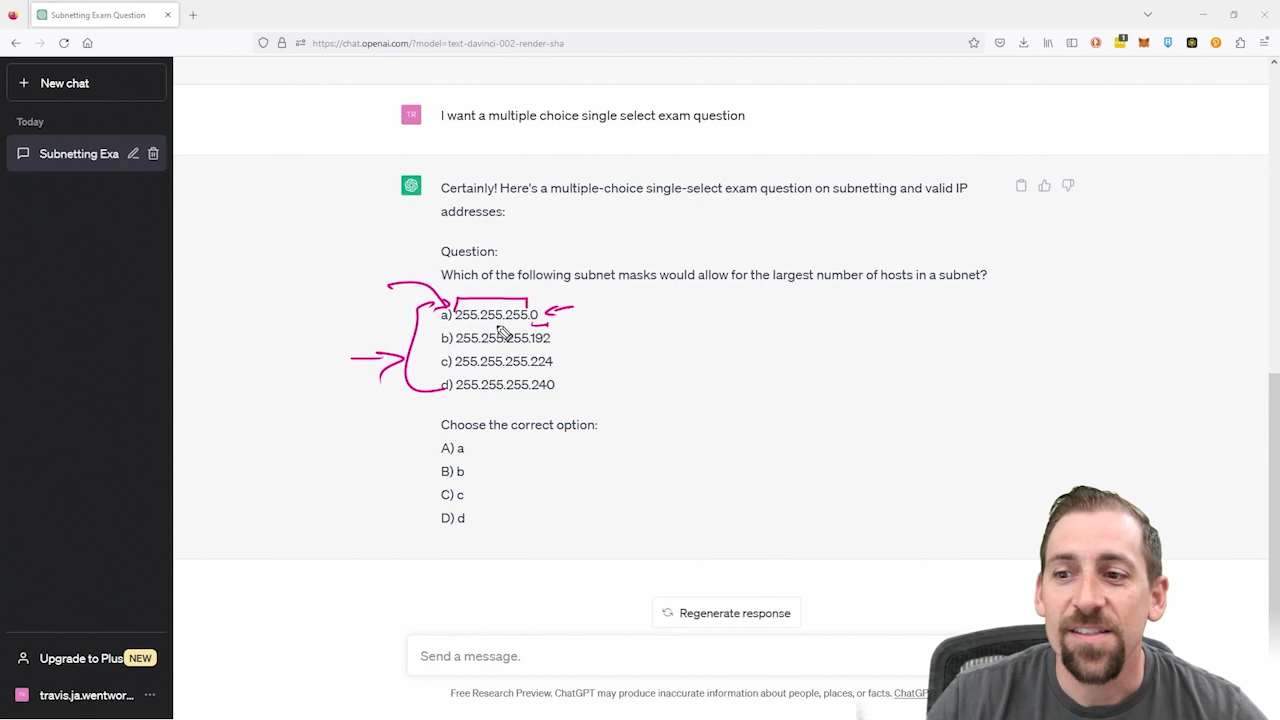 Subnetting Exam Question
https://chat.openai.com/?model=text-davinci-002-render-sha
1
New chat
Today
Subnetting Exa
TR
I want a multiple choice single select exam question
Certainly! Here's a multiple-choice single-select exam question on subnetting and valid IP
addresses:
Question:
Which of the following subnet masks would allow for the largest number of hosts in a subnet?
a) 255.255.255.0
b) 255.255.255.192
c) 255.255.255.224
d) 255.255.255.240
Choose the correct option:
A) a
B) b
C) c
D) d
Regenerate response
Send a message.
Free Research Preview. ChatGPT may produce inaccurate information about people, places, or facts. ChatG
Upgrade to Plus NEW
TR travis.ja.wentwor...